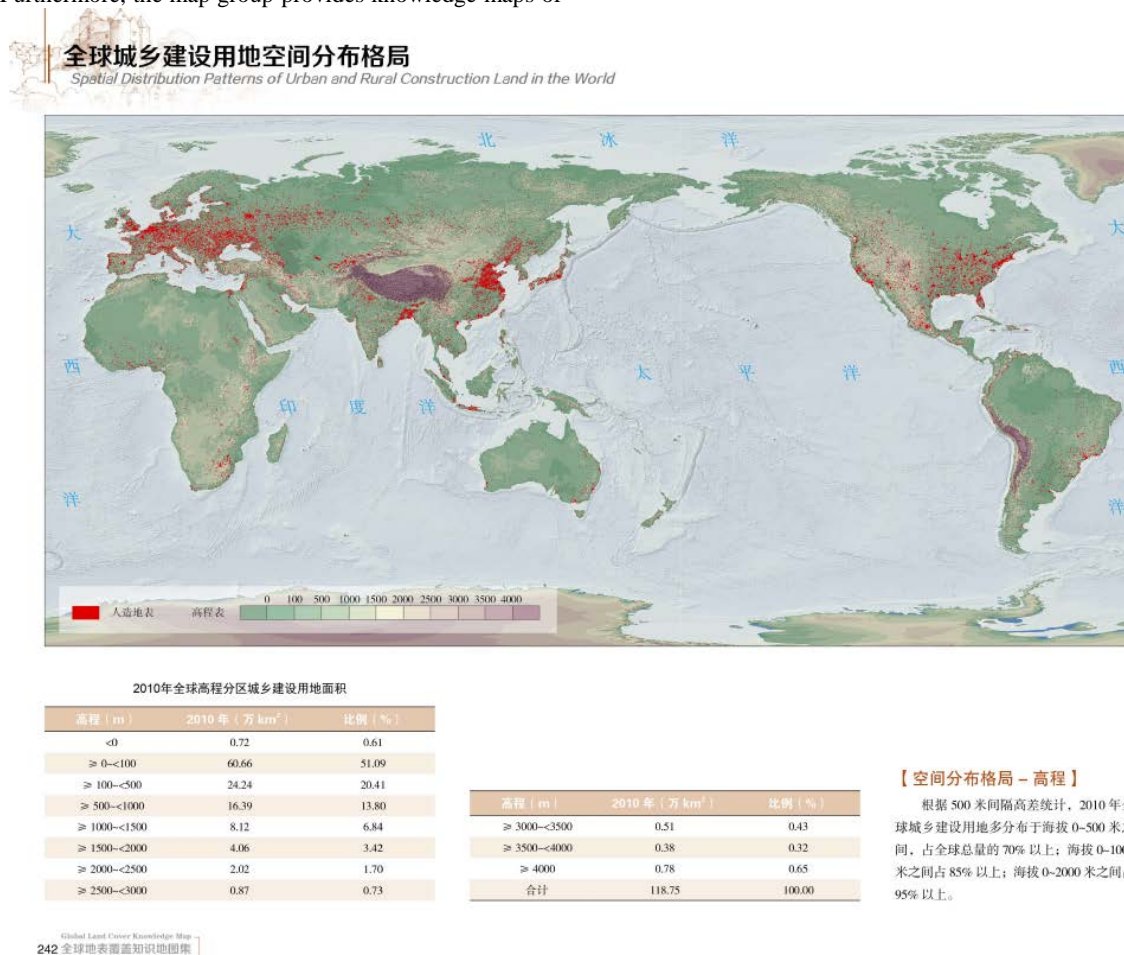 Furthermore, the map group provides knowledge maps of
全球城乡建设用地空间分布格局
Spatial Distribution Patterns of Urban and Rural Construction Land in the World
北 冰 洋
大
大
西
太 平 洋
西
印 度 洋
洋
洋
0 100 500 1000 1500 2000 2500 3000 3500 4000
人造地表 高程表
2010年全球高程分区城乡建设用地面积
高程(m) 2010 年(万 km²) 比例(%)
<0 0.72 0.61
≥ 0~<100 60.66 51.09
≥ 100~<500 24.24 20.41
≥ 500~<1000 16.39 13.80
≥ 1000~<1500 8.12 6.84
≥ 1500~<2000 4.06 3.42
≥ 2000~<2500 2.02 1.70
≥ 2500~<3000 0.87 0.73
高程(m) 2010 年(万 km²) 比例(%)
≥ 3000~<3500 0.51 0.43
≥ 3500~<4000 0.38 0.32
≥ 4000 0.78 0.65
合计 118.75 100.00
【空间分布格局 – 高程】
根据 500 米间隔高差统计，2010 年
球城乡建设用地多分布于海拔 0~500 米
间，占全球总量的 70% 以上；海拔 0~100
米之间占 85% 以上；海拔 0~2000 米之间
95% 以上。
Global Land Cover Knowledge Map
242 全球地表覆盖知识地图集